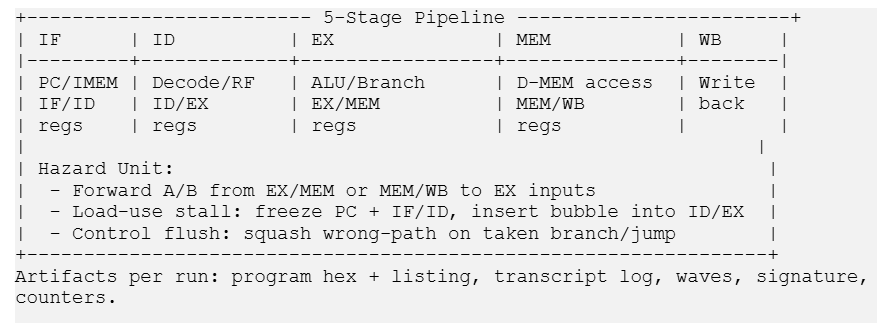 +------------------------- 5-Stage Pipeline ------------------------+
| IF      | ID          | EX              | MEM           | WB     |
|---------+-------------+-----------------+---------------+--------|
| PC/IMEM | Decode/RF   | ALU/Branch      | D-MEM access  | Write  |
| IF/ID   | ID/EX       | EX/MEM          | MEM/WB        | back   |
| regs    | regs        | regs            | regs          |        |
|                                                                 |
| Hazard Unit:                                                     |
|  - Forward A/B from EX/MEM or MEM/WB to EX inputs                |
|  - Load-use stall: freeze PC + IF/ID, insert bubble into ID/EX  |
|  - Control flush: squash wrong-path on taken branch/jump        |
+------------------------------------------------------------------+
Artifacts per run: program hex + listing, transcript log, waves, signature,
counters.